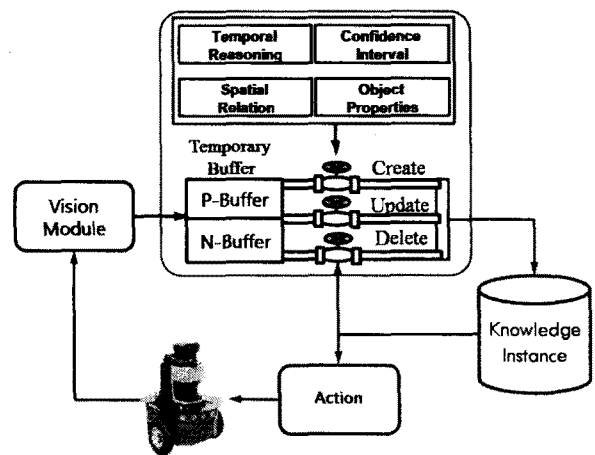 Temporal
Reasoning
Confidence
Interval
Spatial
Relation
Object
Properties
Temporary
Buffer
Create
P-Buffer
Update
N-Buffer
Delete
Vision
Module
Knowledge
Instance
Action